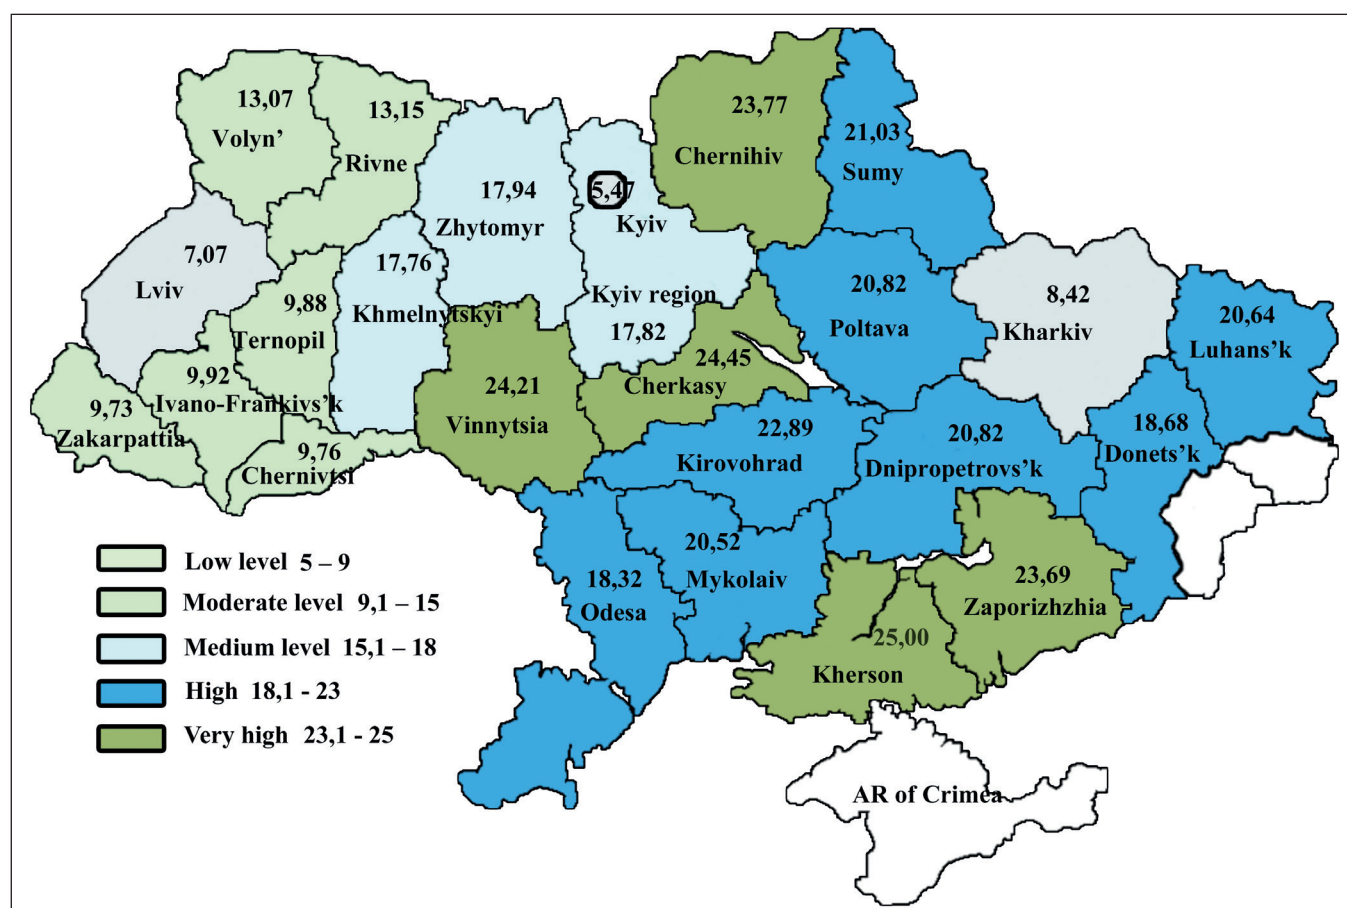 13,07
Volyn’
13,15
Rivne
17,94
Zhytomyr
5,47
Kyiv
23,77
Chernihiv
21,03
Sumy
7,07
Lviv
9,88
Ternopil
17,76
Khmelnytskyi
Kyiv region
17,82
20,82
Poltava
8,42
Kharkiv
20,64
Luhans’k
9,73
Zakarpattia
9,92
Ivano-Frankivs’k
9,76
Chernivtsi
24,21
Vinnytsia
24,45
Cherkasy
22,89
Kirovohrad
20,82
Dnipropetrovs’k
18,68
Donets’k
18,32
Odesa
20,52
Mykolaiv
25,00
Kherson
23,69
Zaporizhzhia
AR of Crimea
Low level 5 – 9
Moderate level 9,1 – 15
Medium level 15,1 – 18
High 18,1 - 23
Very high 23,1 - 25